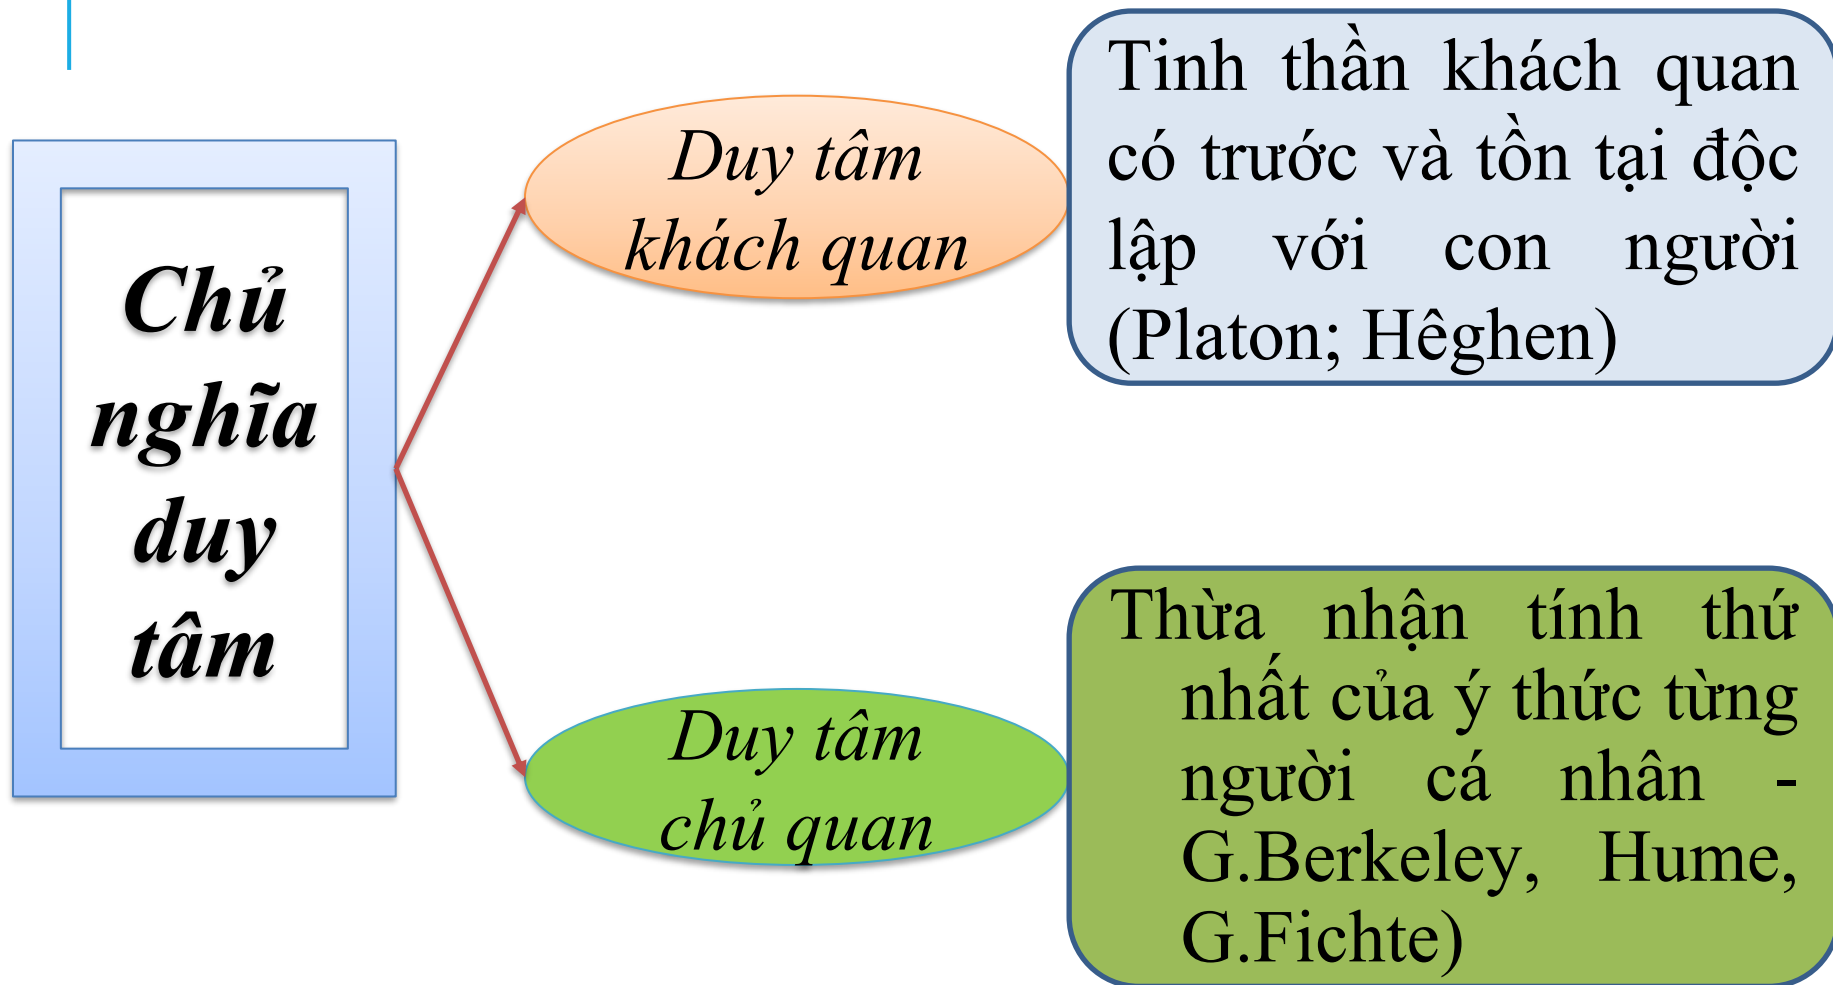 Chủ
nghĩa
duy
tâm
Duy tâm
khách quan
Tinh thần khách quan
có trước và tồn tại độc
lập với con người
(Platon; Hêghen)
Duy tâm
chủ quan
Thừa nhận tính thứ
nhất của ý thức từng
người cá nhân -
G.Berkeley, Hume,
G.Fichte)